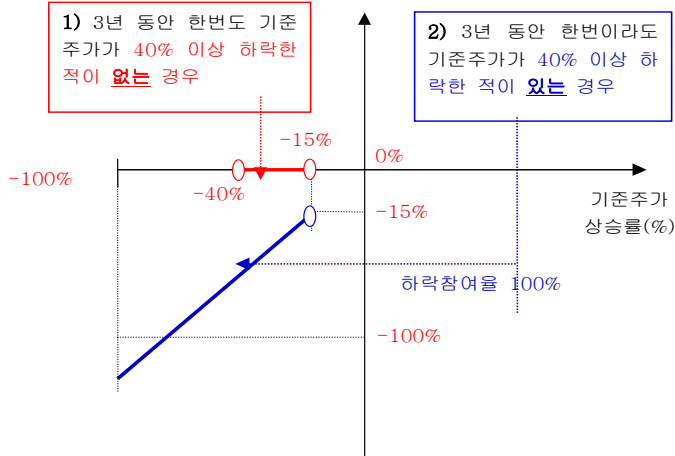 1) 3년 동안 한번도 기준
주가가 40% 이상 하락한
적이 없는 경우
2) 3년 동안 한번이라도
기준주가가 40% 이상 하
락한 적이 있는 경우
-15%
0%
-100%
-40%
기준주가
상승률(%)
-15%
하락참여율 100%
-100%